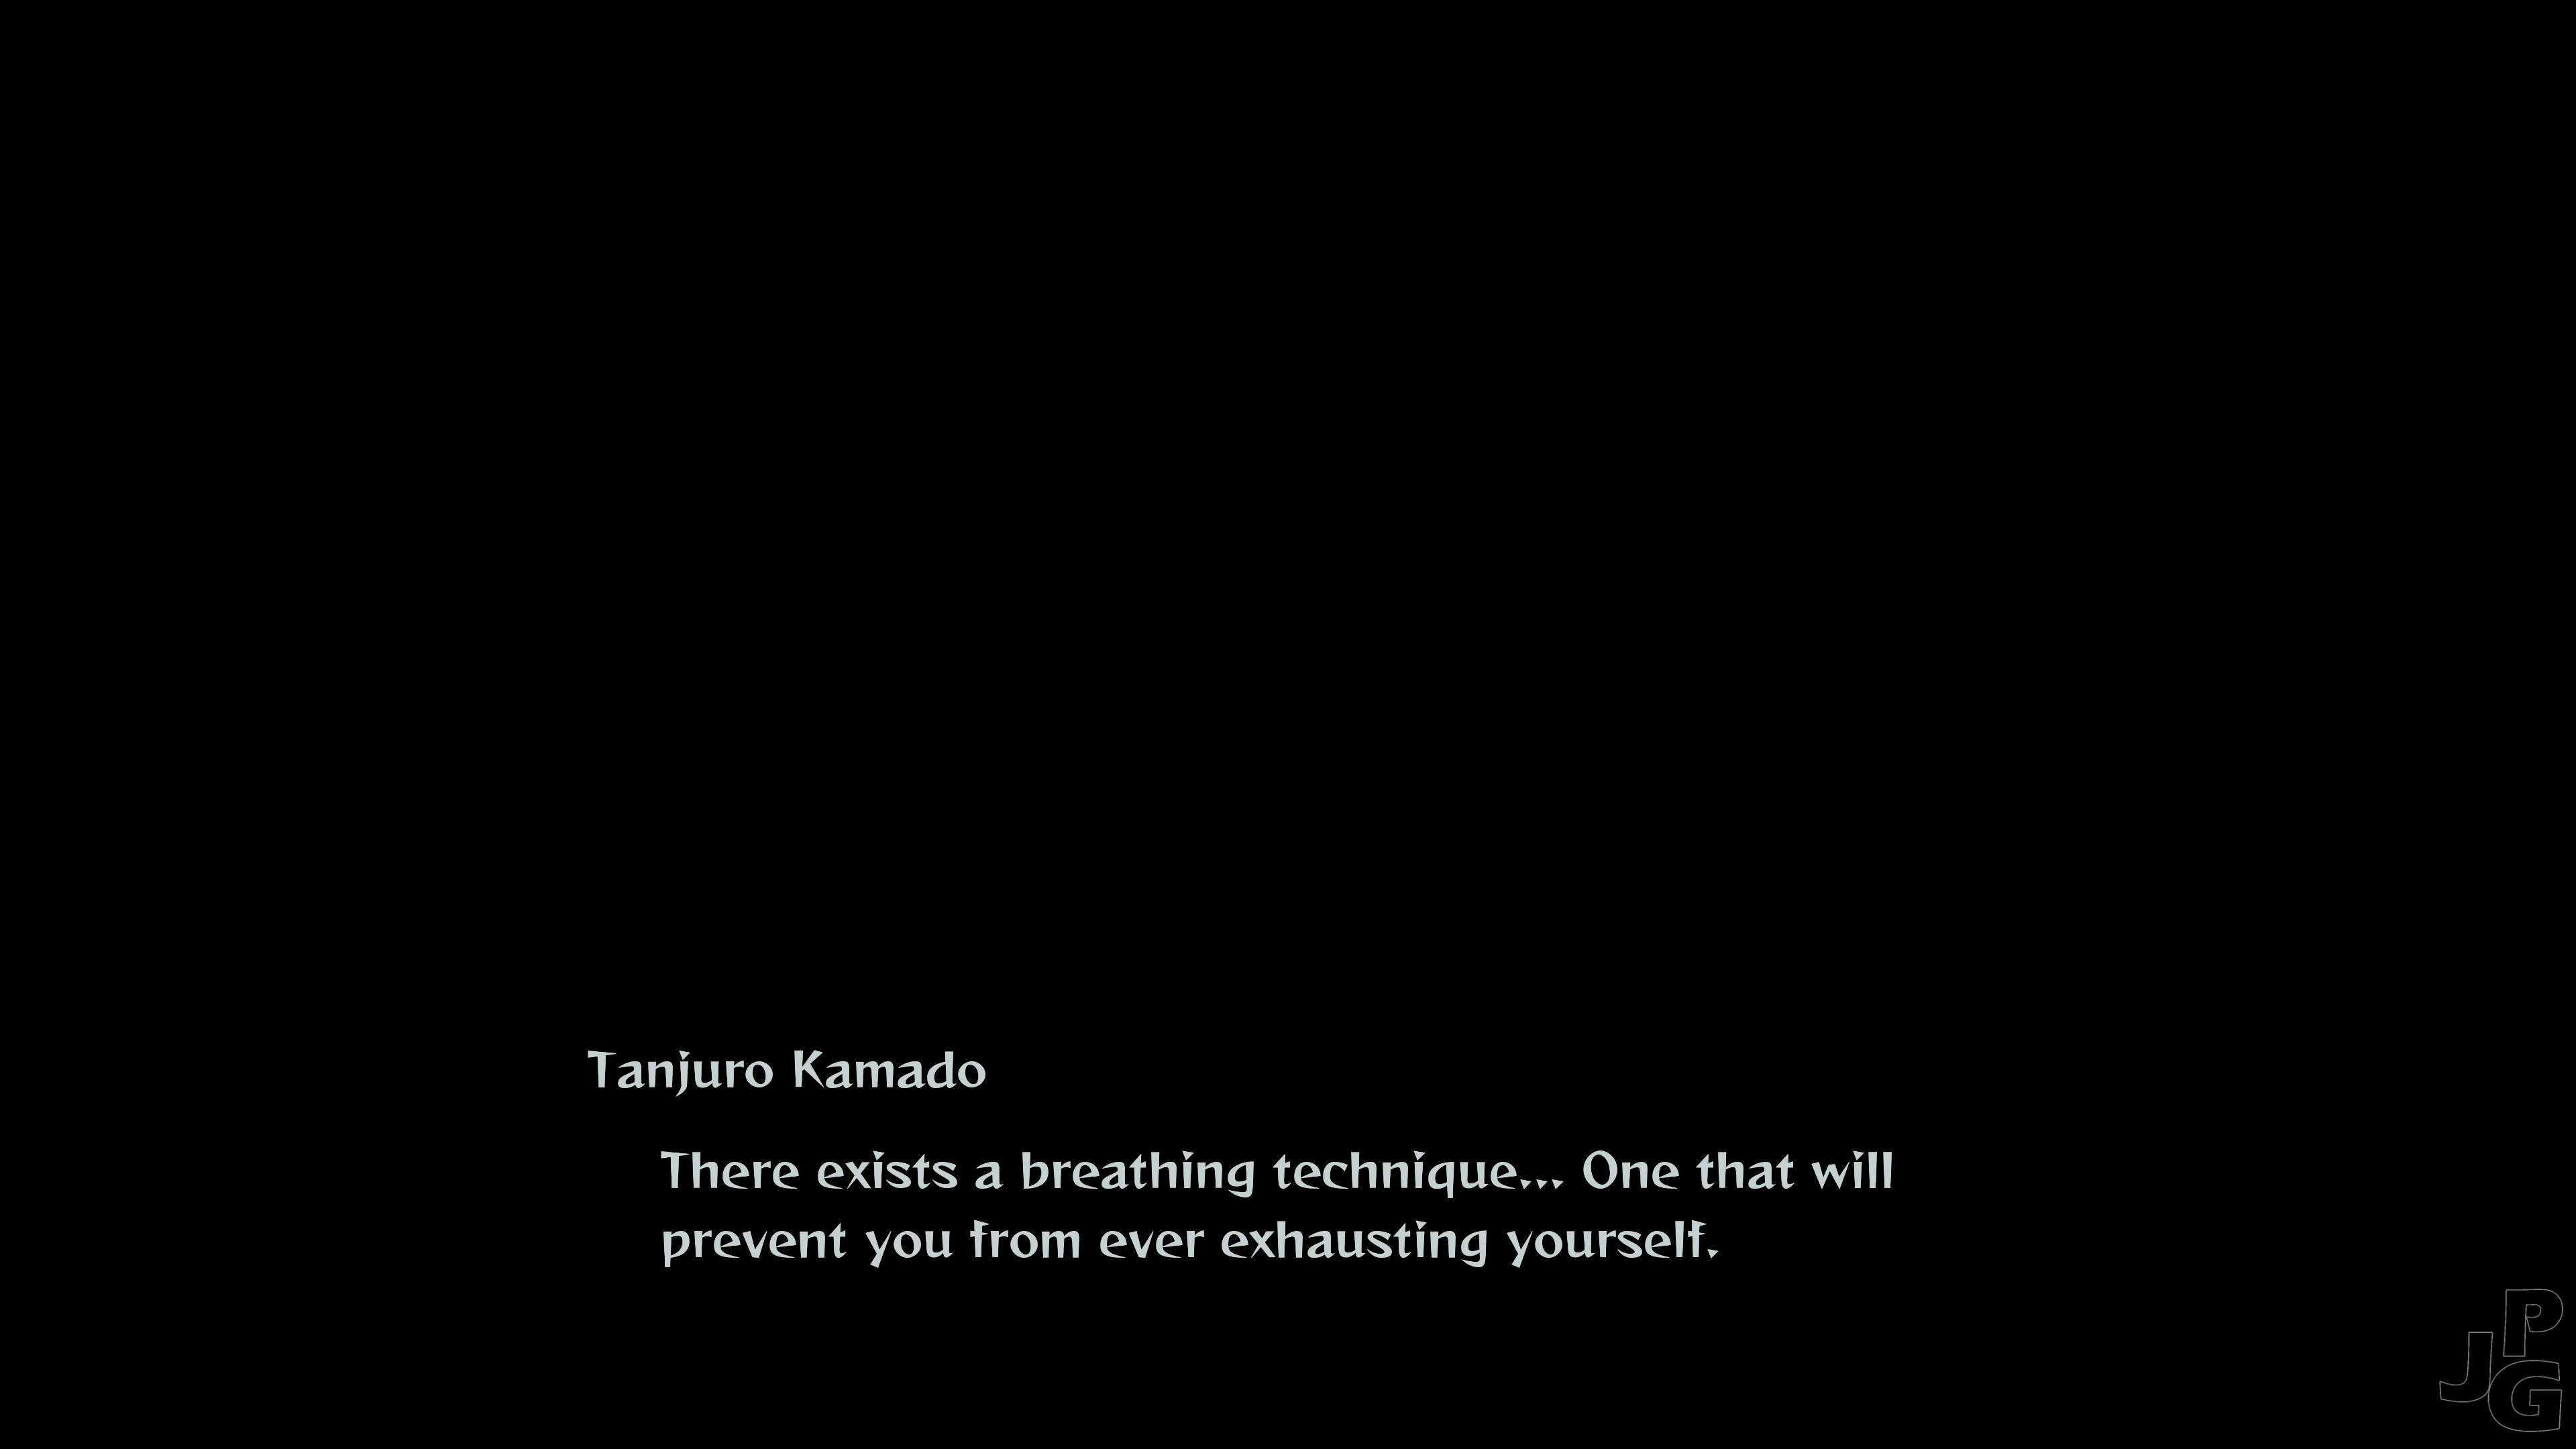 Tanjuro Kamado
There exists a breathing technique... One that will
prevent you from ever exhausting yourself.
JPG